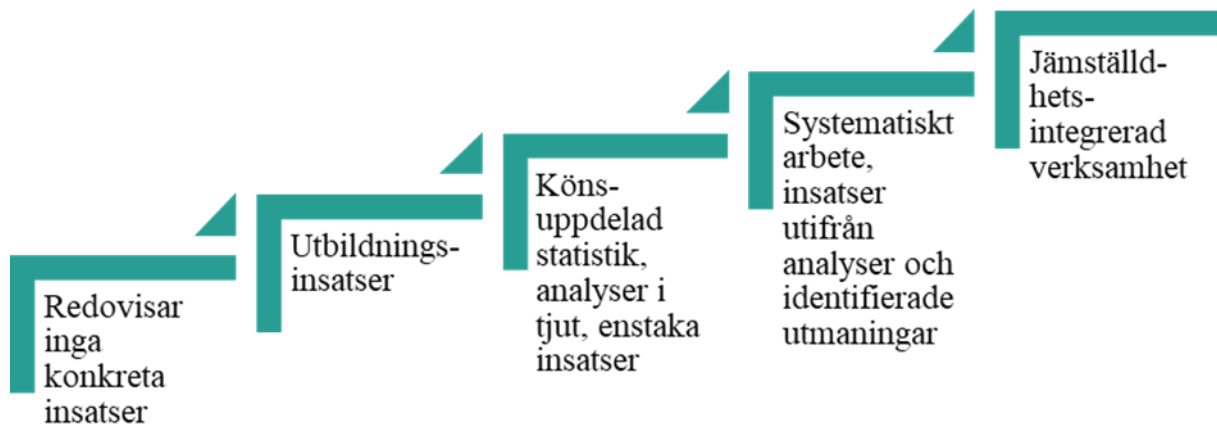 Redovisar
inga
konkreta
insatser
Utbildnings-
insatser
Köns-
uppdelad
statistik,
analyser i
tjut, enstaka
insatser
Systematiskt
arbete,
insatser
utifrån
analyser och
identifierade
utmaningar
Jämställd-
hets-
integrerad
verksamhet